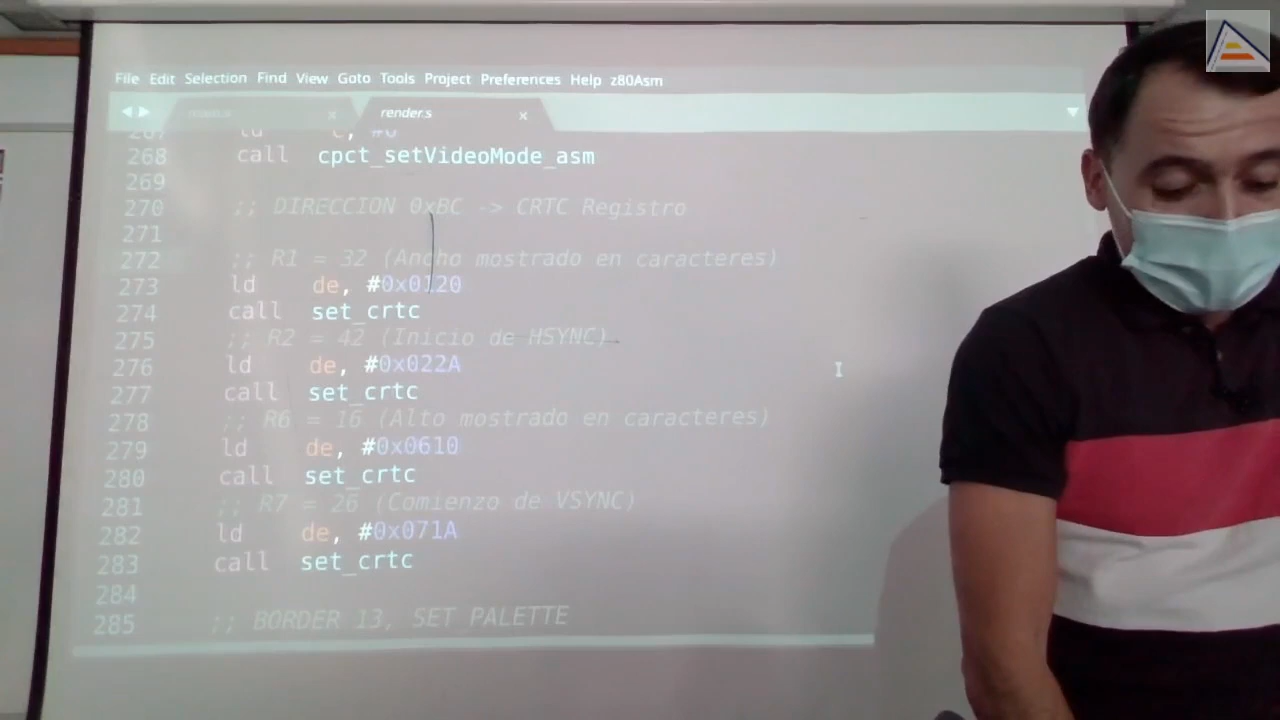 File Edit Selection Find View Goto Tools Project Preferences Help z80Asm
render.s
267 ld c, #0
268 call cpct_setVideoMode_asm
269
270 ;; DIRECCION 0xBC -> CRTC Registro
271
272 ;; R1 = 32 (Ancho mostrado en caracteres)
273 ld de, #0x0120
274 call set_crtc
275 ;; R2 = 42 (Inicio de HSYNC)
276 ld de, #0x022A
277 call set_crtc
278 ;; R6 = 16 (Alto mostrado en caracteres)
279 ld de, #0x0610
280 call set_crtc
281 ;; R7 = 26 (Comienzo de VSYNC)
282 ld de, #0x071A
283 call set_crtc
284
285 ;; BORDER 13, SET PALETTE